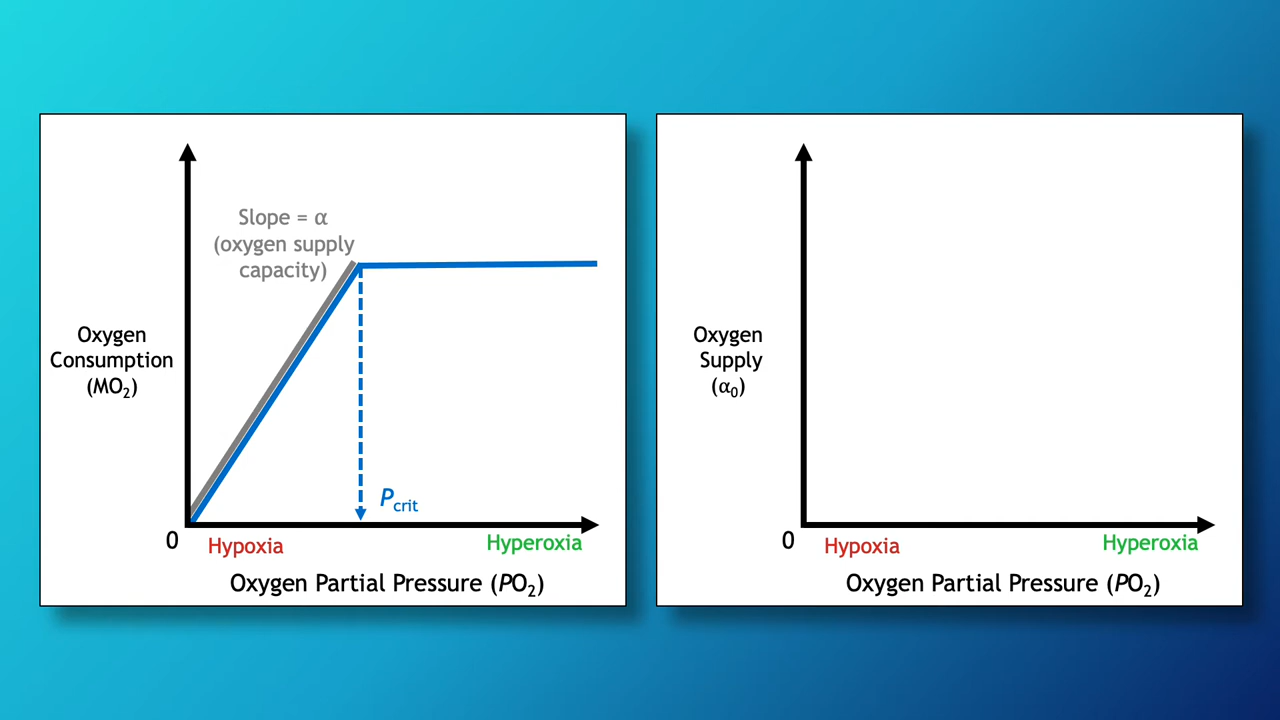 Slope = α
(oxygen supply
capacity)
Oxygen
Consumption
(MO₂)
P_crit
0
Hypoxia
Hyperoxia
Oxygen Partial Pressure (PO₂)
Oxygen
Supply
(α₀)
0
Hypoxia
Hyperoxia
Oxygen Partial Pressure (PO₂)